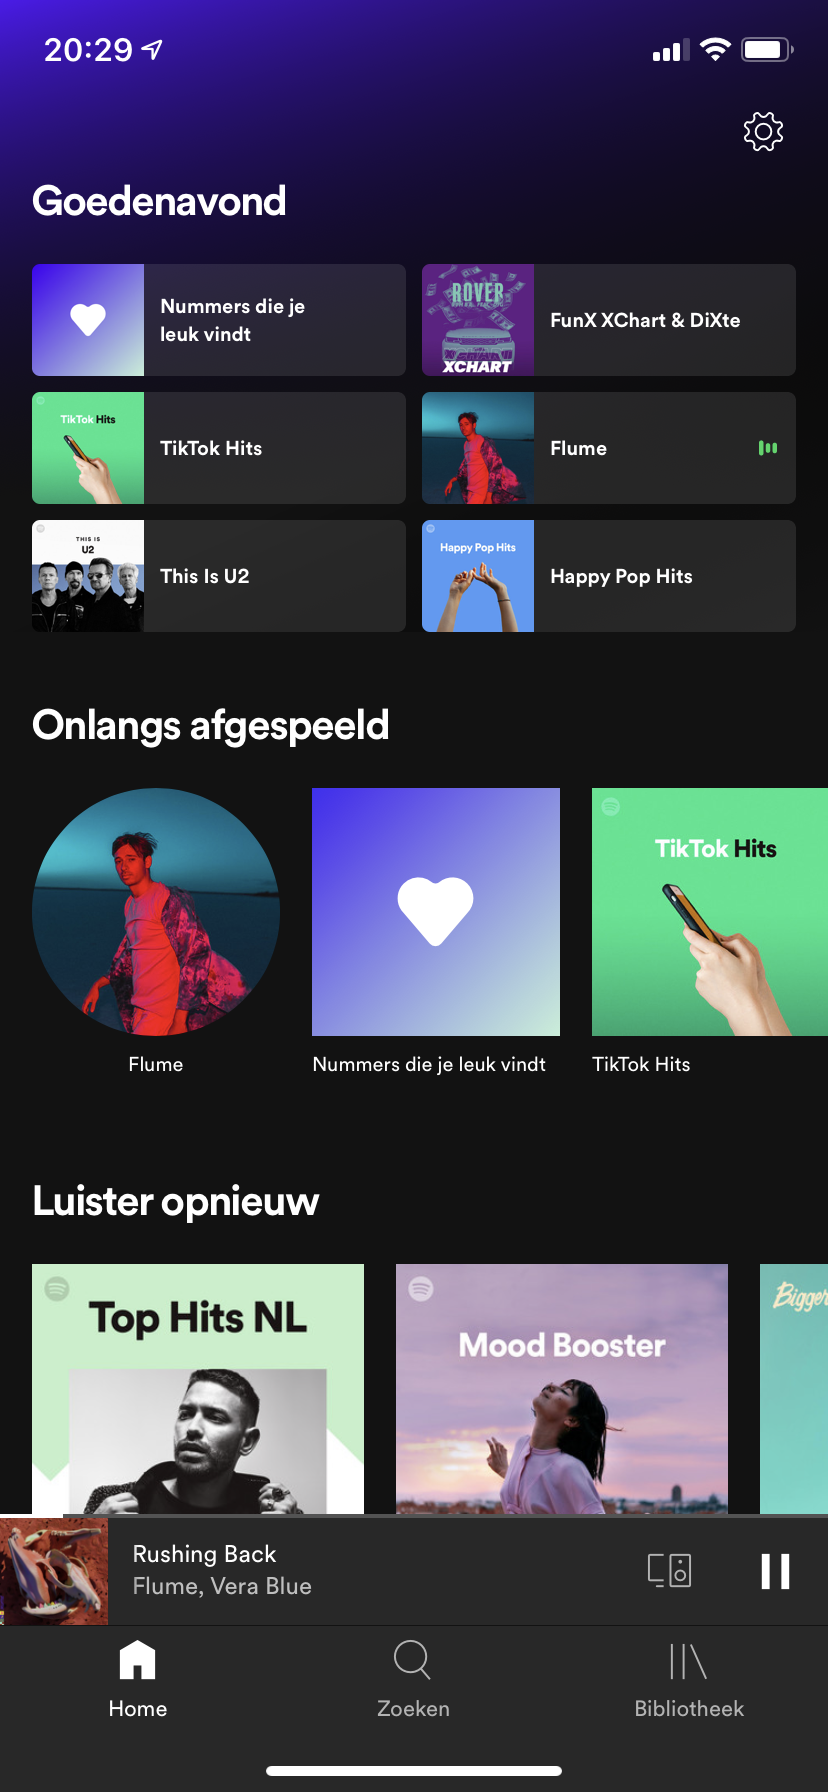 20:29
Goedenavond
Nummers die je
leuk vindt
ROVER
XCHART
FunX XChart & DiXte
TikTok Hits
TikTok Hits
Flume
THIS IS
U2
This Is U2
Happy Pop Hits
Happy Pop Hits
Onlangs afgespeeld
TikTok Hits
Flume
Nummers die je leuk vindt
TikTok Hits
Luister opnieuw
Top Hits NL
Mood Booster
Bigger
Rushing Back
Flume, Vera Blue
Home
Zoeken
Bibliotheek